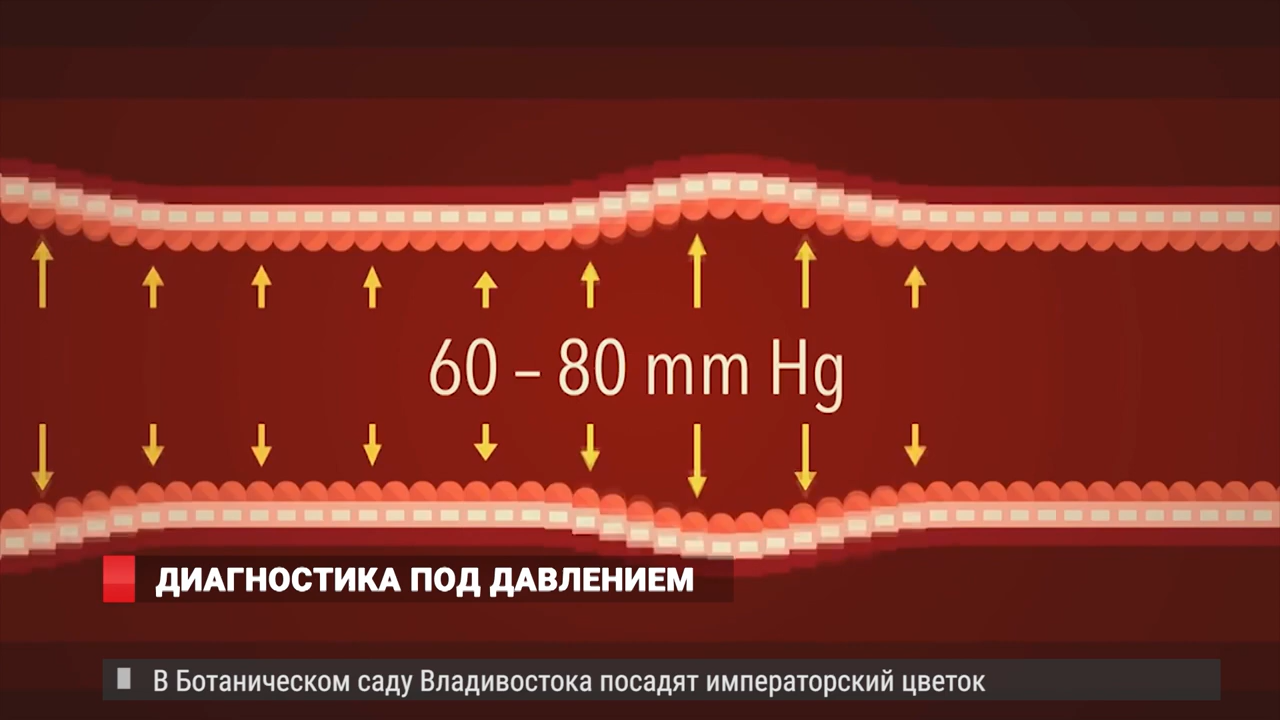 60 – 80 mm Hg
ДИАГНОСТИКА ПОД ДАВЛЕНИЕМ
В Ботаническом саду Владивостока посадят императорский цветок